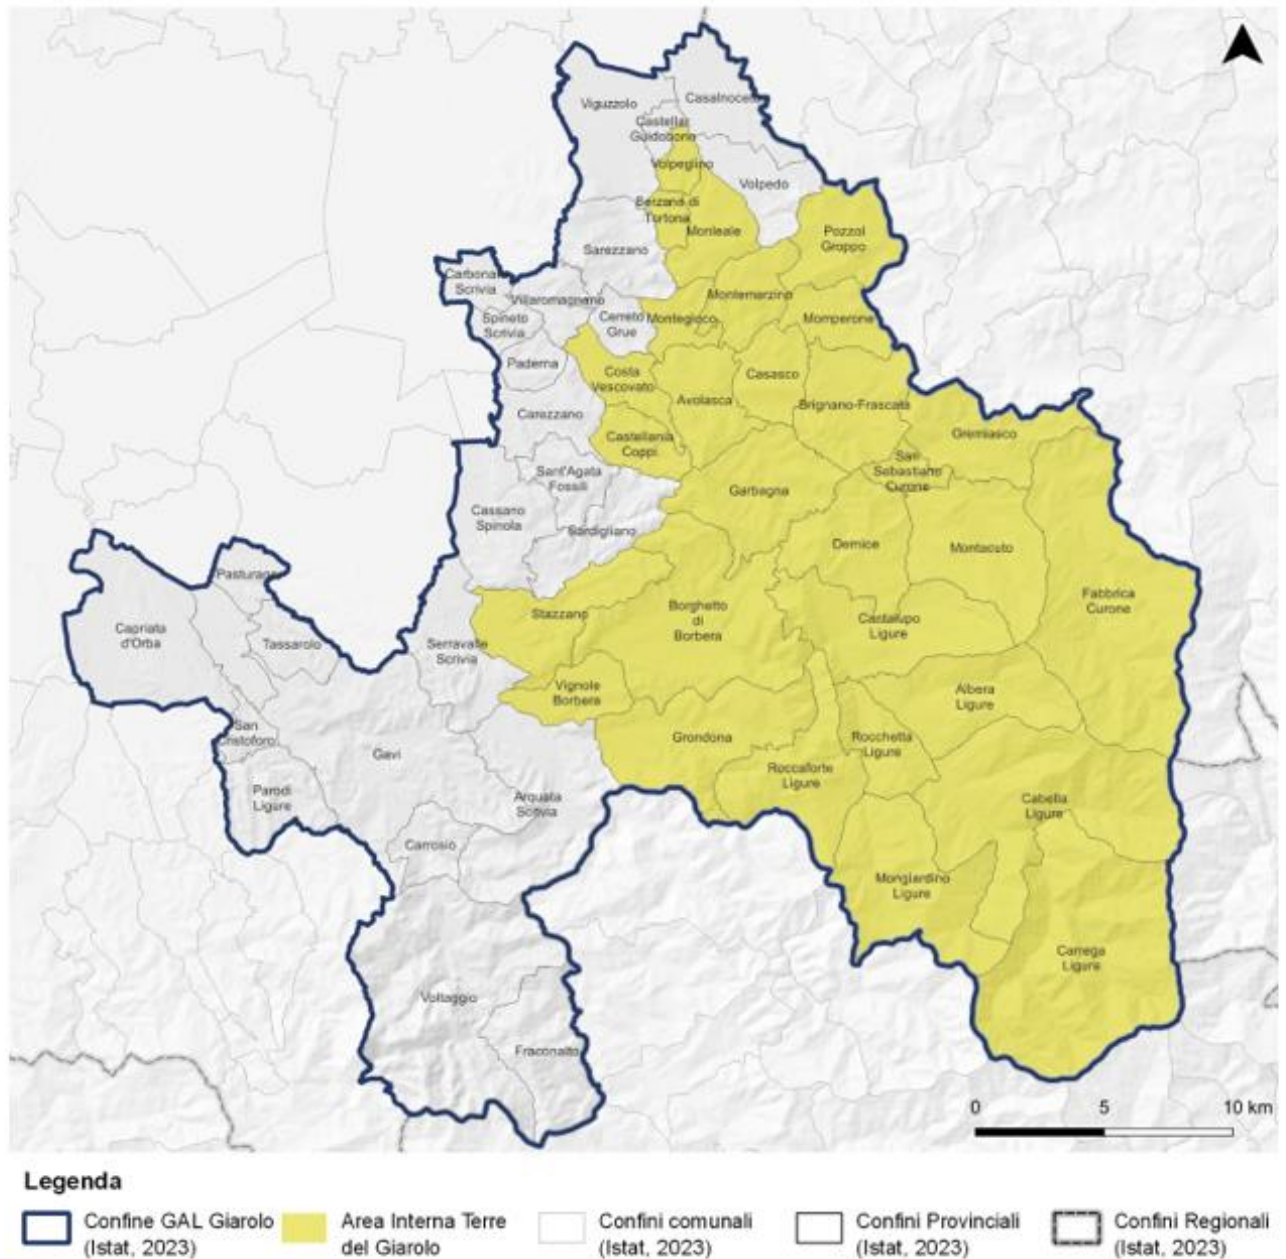 Viguzzolo
Casalnoceto
Castellar
Guidobono
Volpeglino
Volpedo
Berzano di
Tortona
Monleale
Pozzol
Groppo
Sarezzano
Carbonara
Scrivia
Villaromagnano
Montemarzino
Spineto
Scrivia
Cerreto
Grue
Montegioco
Momperone
Paderna
Costa
Vescovato
Casasco
Avolasca
Brignano-Frascata
Carezzano
Castellania
Coppi
Gremiasco
San
Sebastiano
Curone
Sant'Agata
Fossili
Garbagna
Cassano
Spinola
Sardigliano
Dernice
Montacuto
Pasturana
Fabbrica
Curone
Stazzano
Borghetto
di
Borbera
Cantalupo
Ligure
Capriata
d'Orba
Tassarolo
Serravalle
Scrivia
Vignole
Borbera
Albera
Ligure
San
Cristoforo
Gavi
Grondona
Rocchetta
Ligure
Roccaforte
Ligure
Parodi
Ligure
Arquata
Scrivia
Cabella
Ligure
Carrosio
Mongiardino
Ligure
Carrega
Ligure
Voltaggio
Fraconalto
0 5 10 km
Legenda
Confine GAL Giarolo
(Istat, 2023)
Area Interna Terre
del Giarolo
Confini comunali
(Istat, 2023)
Confini Provinciali
(Istat, 2023)
Confini Regionali
(Istat, 2023)